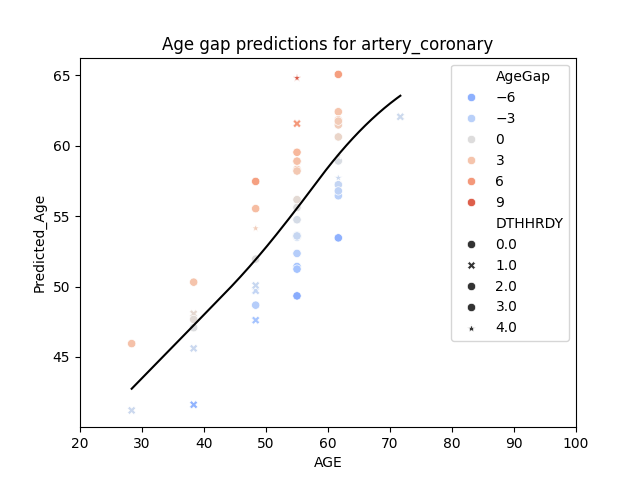 Age gap predictions for artery_coronary
65
60
55
50
45
Predicted_Age
20 30 40 50 60 70 80 90 100
AGE
AgeGap
−6
−3
0
3
6
9
DTHHRDY
0.0
1.0
2.0
3.0
4.0